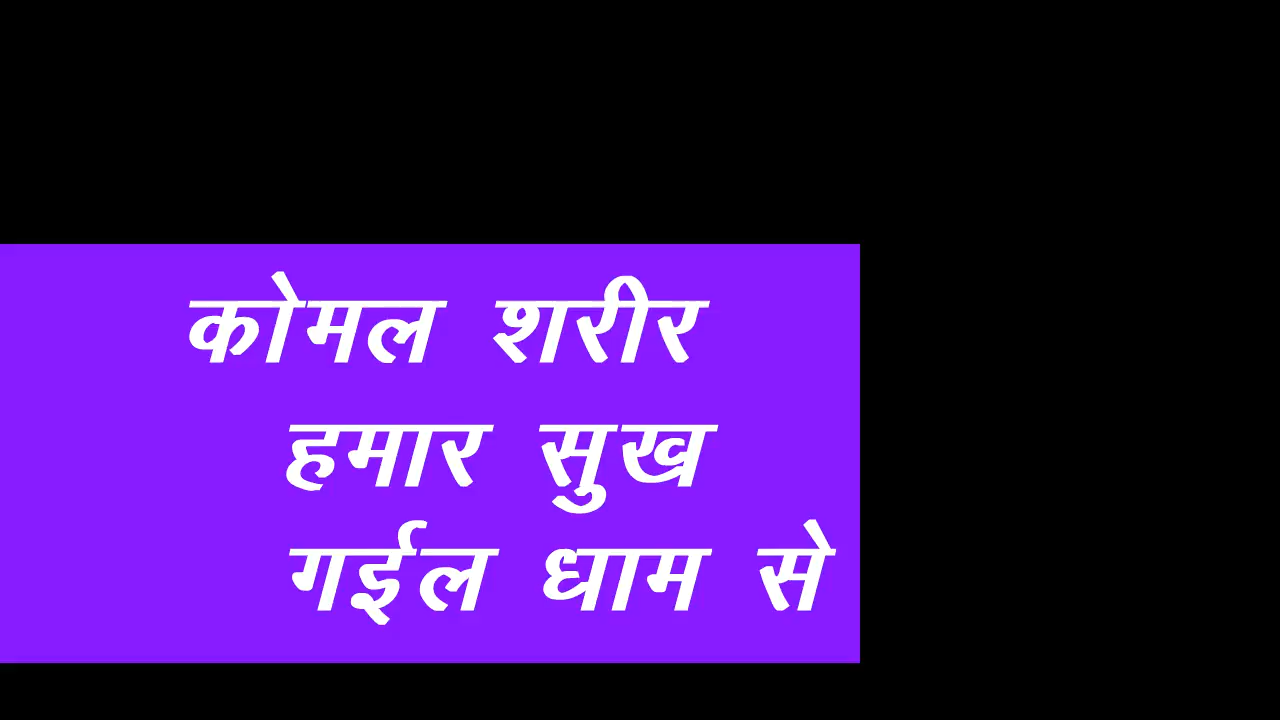 कोमल शरीर
हमार सुख
गईल धाम से